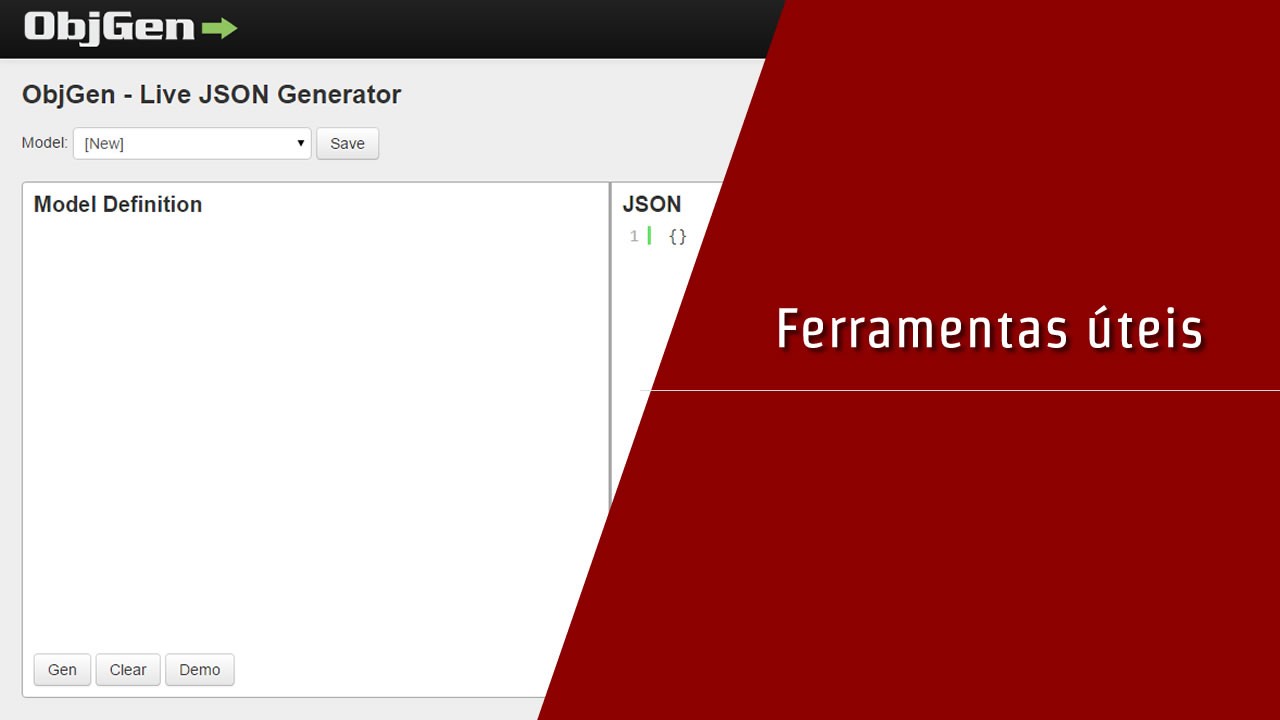 ObjGen
ObjGen - Live JSON Generator
Model: [New] Save
Model Definition
JSON
1 {}
Ferramentas úteis
Gen Clear Demo